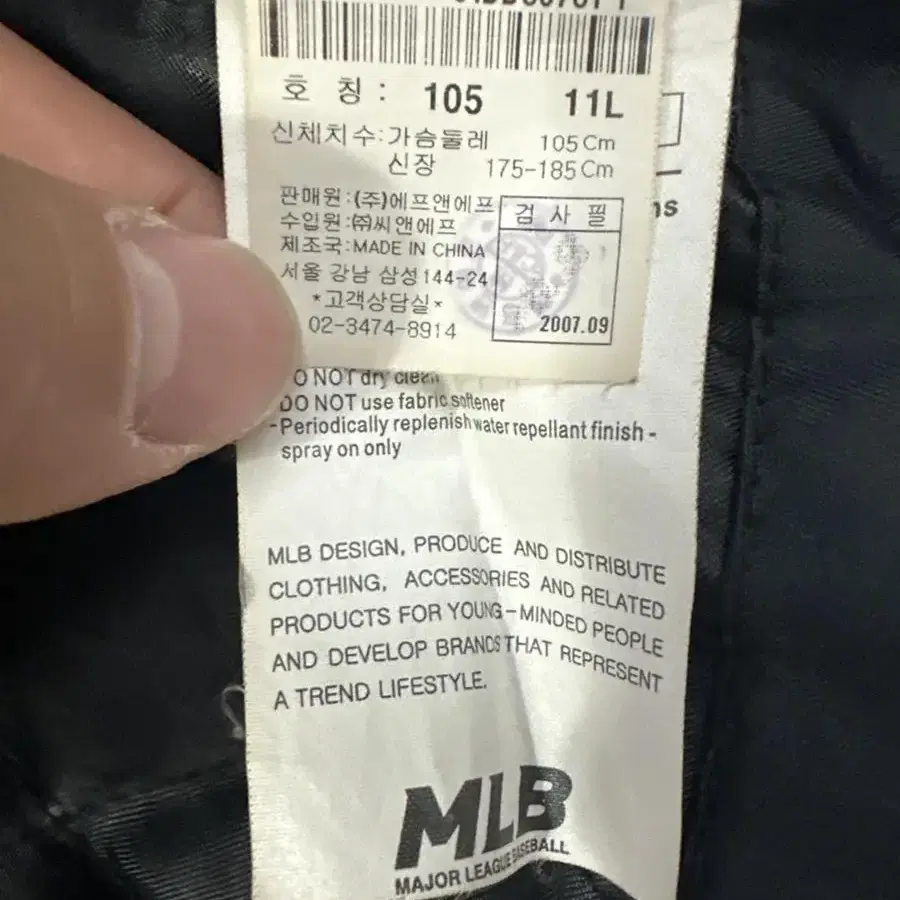 호 칭 : 105 11L
신체치수:가슴둘레 105Cm
신장 175-185Cm
판매원:(주)에프앤에프
수입원:㈜씨앤에프
제조국:MADE IN CHINA
서울 강남 삼성144-24
*고객상담실*
02-3474-8914
검 사 필
2007.09
NOT dry clean
DO NOT use fabric softener
-Periodically replenish water repellant finish -
spray on only
MLB DESIGN, PRODUCE AND DISTRIBUTE
CLOTHING, ACCESSORIES AND RELATED
PRODUCTS FOR YOUNG-MINDED PEOPLE
AND DEVELOP BRANDS THAT REPRESENT
A TREND LIFESTYLE.
MLB
MAJOR LEAGUE BASEBALL